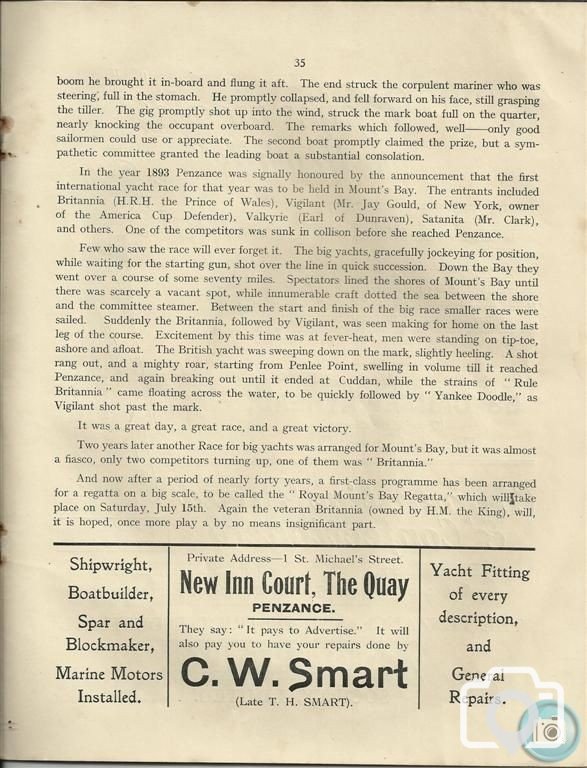 35
boom he brought it in-board and flung it aft. The end struck the corpulent mariner who was
steering, full in the stomach. He promptly collapsed, and fell forward on his face, still grasping
the tiller. The gig promptly shot up into the wind, struck the mark boat full on the quarter,
nearly knocking the occupant overboard. The remarks which followed, well——only good
sailormen could use or appreciate. The second boat promptly claimed the prize, but a sym-
pathetic committee granted the leading boat a substantial consolation.
In the year 1893 Penzance was signally honoured by the announcement that the first
international yacht race for that year was to be held in Mount's Bay. The entrants included
Britannia (H.R.H. the Prince of Wales), Vigilant (Mr. Jay Gould, of New York, owner
of the America Cup Defender), Valkyrie (Earl of Dunraven), Satanita (Mr. Clark),
and others. One of the competitors was sunk in collison before she reached Penzance.
Few who saw the race will ever forget it. The big yachts, gracefully jockeying for position,
while waiting for the starting gun, shot over the line in quick succession. Down the Bay they
went over a course of some seventy miles. Spectators lined the shores of Mount's Bay until
there was scarcely a vacant spot, while innumerable craft dotted the sea between the shore
and the committee steamer. Between the start and finish of the big race smaller races were
sailed. Suddenly the Britannia, followed by Vigilant, was seen making for home on the last
leg of the course. Excitement by this time was at fever-heat, men were standing on tip-toe,
ashore and afloat. The British yacht was sweeping down on the mark, slightly heeling. A shot
rang out, and a mighty roar, starting from Penlee Point, swelling in volume till it reached
Penzance, and again breaking out until it ended at Cuddan, while the strains of " Rule
Britannia " came floating across the water, to be quickly followed by " Yankee Doodle," as
Vigilant shot past the mark.
It was a great day, a great race, and a great victory.
Two years later another Race for big yachts was arranged for Mount's Bay, but it was almost
a fiasco, only two competitors turning up, one of them was " Britannia."
And now after a period of nearly forty years, a first-class programme has been arranged
for a regatta on a big scale, to be called the " Royal Mount's Bay Regatta," which will take
place on Saturday, July 15th. Again the veteran Britannia (owned by H.M. the King), will,
it is hoped, once more play a by no means insignificant part.
Shipwright,
Boatbuilder,
Spar and
Blockmaker,
Marine Motors
Installed.
Private Address—1 St. Michael's Street.
New Inn Court, The Quay
PENZANCE.
They say: "It pays to Advertise." It will
also pay you to have your repairs done by
C. W. Smart
(Late T. H. SMART).
Yacht Fitting
of every
description,
and
General
Repairs.